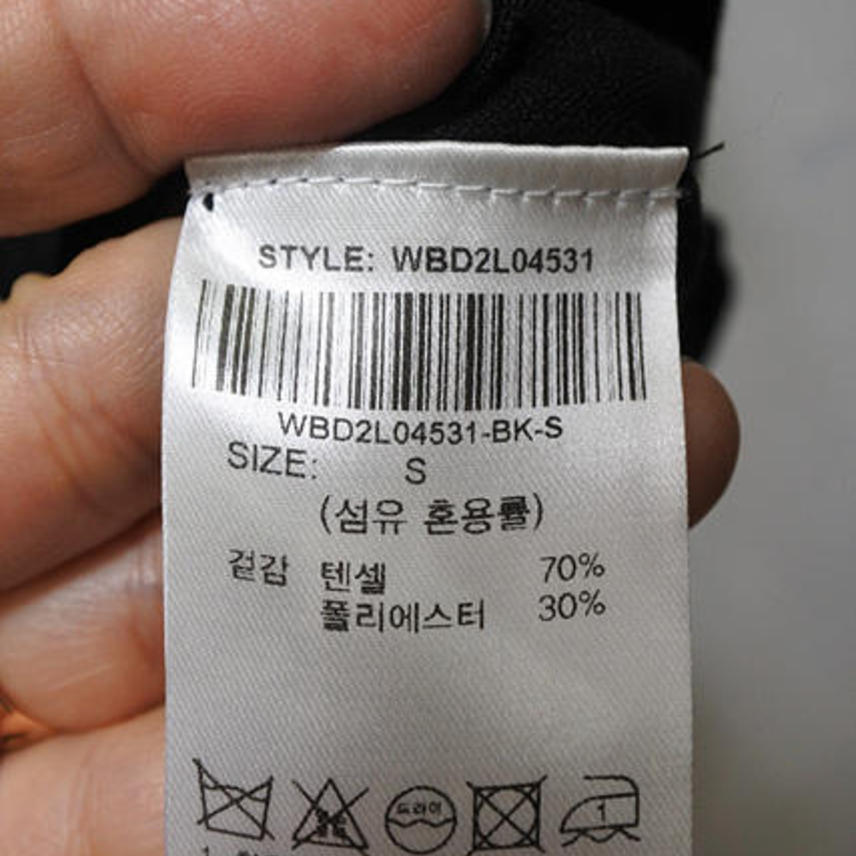 STYLE: WBD2L04531
WBD2L04531-BK-S
SIZE: S
(섬유 혼용률)
겉감 텐셀 70%
폴리에스터 30%
드라이
1